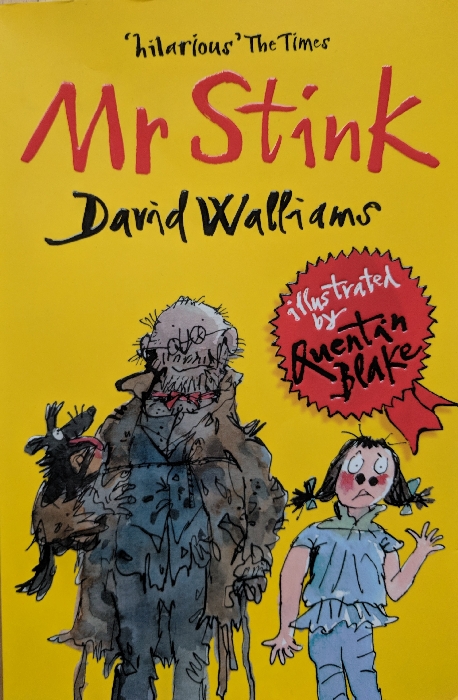 'hilarious' The Times
Mr Stink
David Walliams
illustrated
by
Quentin
Blake